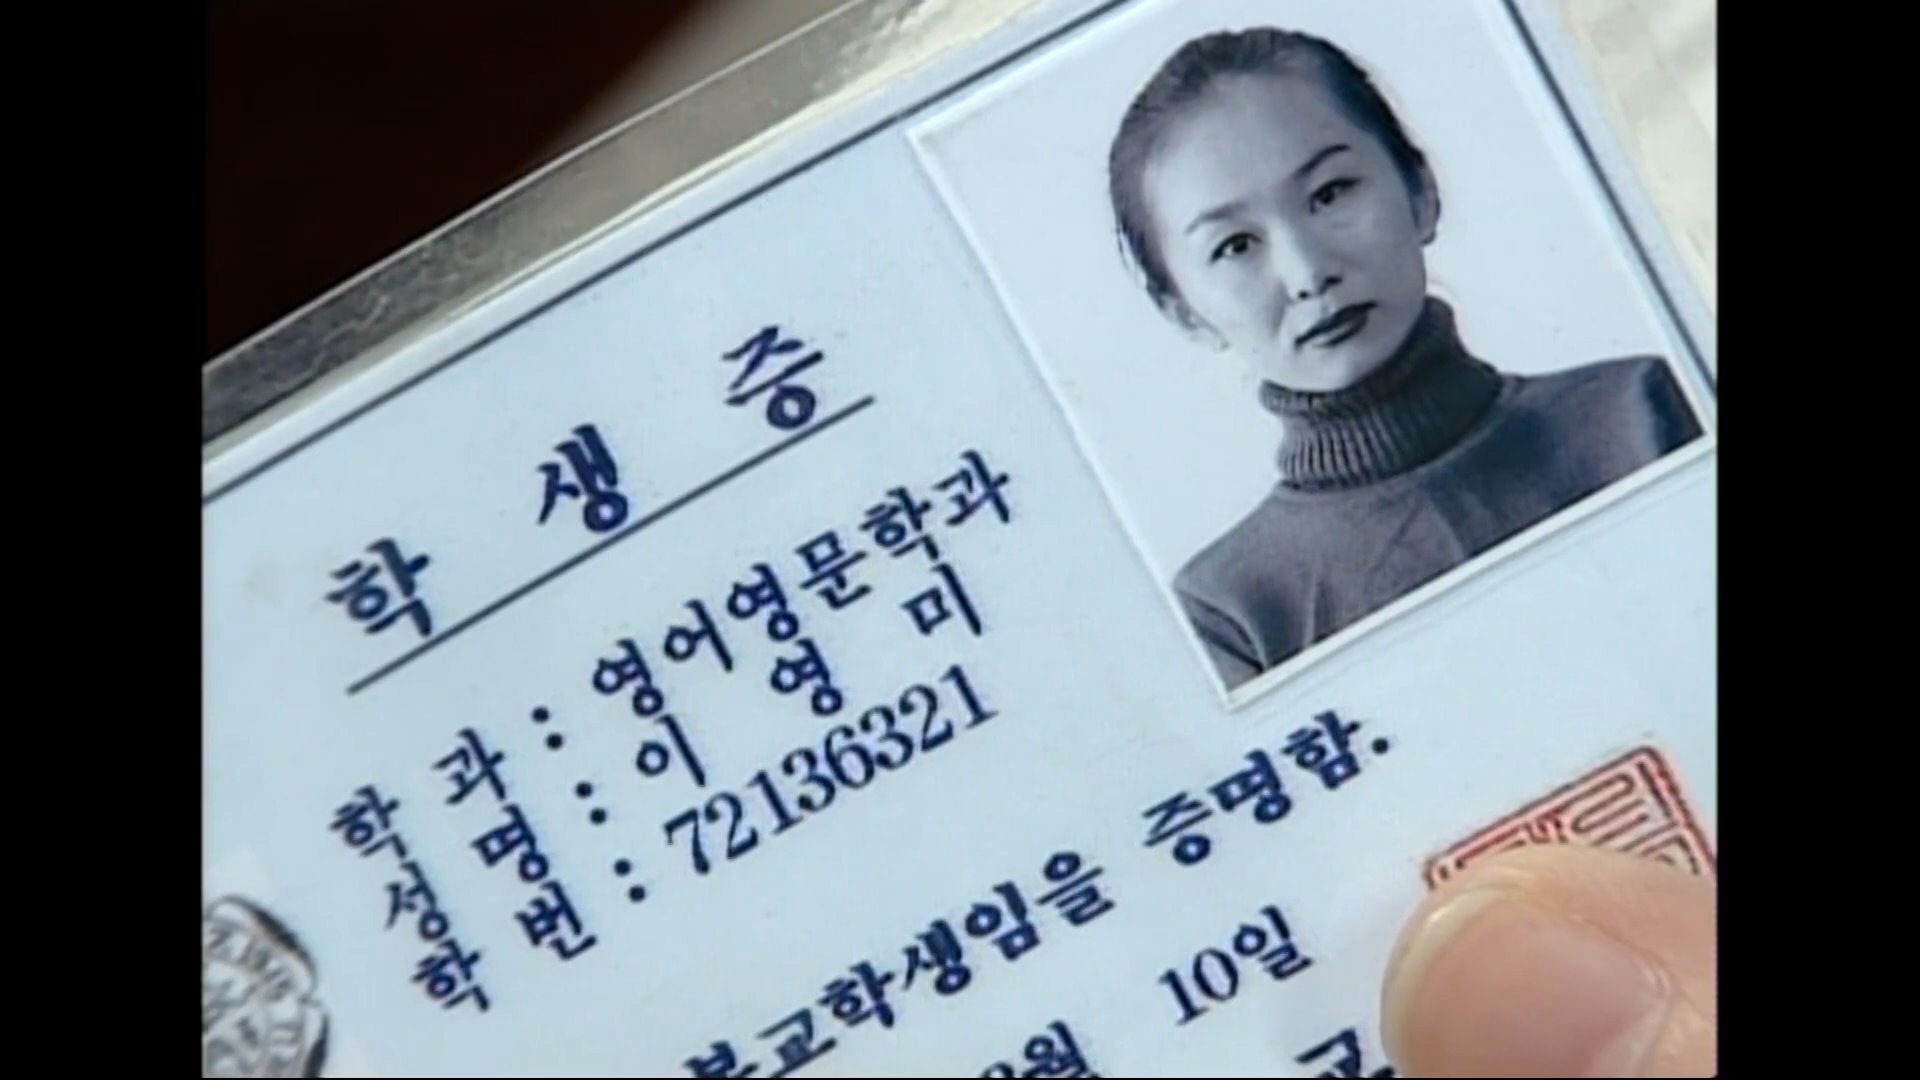 학 생 증
학 과 : 영어영문학과
성 명 : 이 영 미
학 번 : 72136321
본교학생임을 증명함.
월 10일